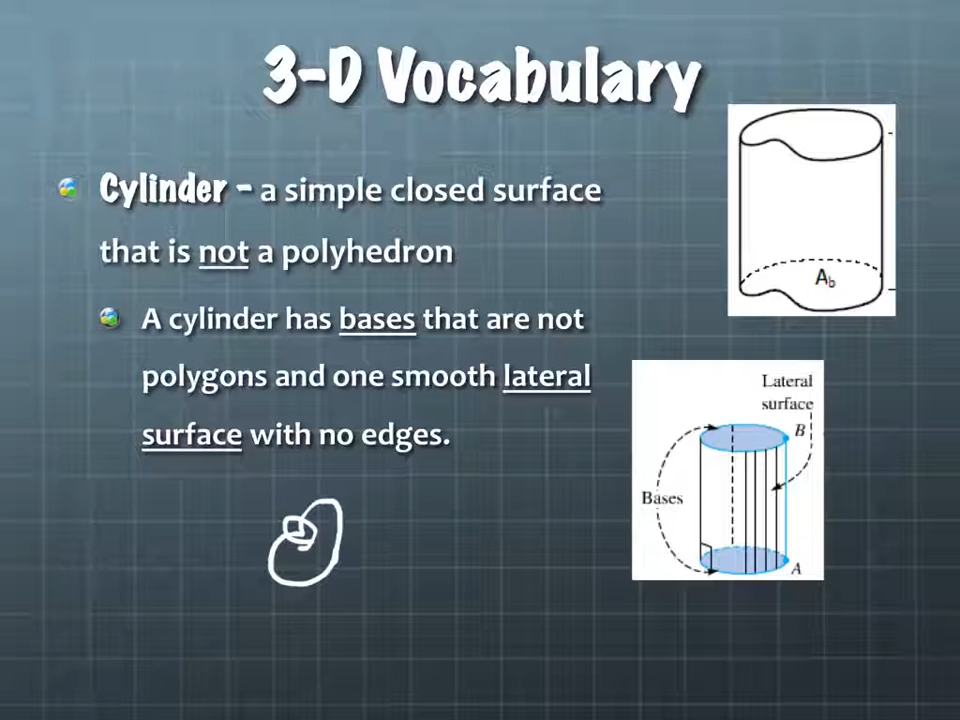 3-D Vocabulary
Cylinder - a simple closed surface
that is not a polyhedron
A cylinder has bases that are not
polygons and one smooth lateral
surface with no edges.
A_b
Lateral
surface
B
Bases
A